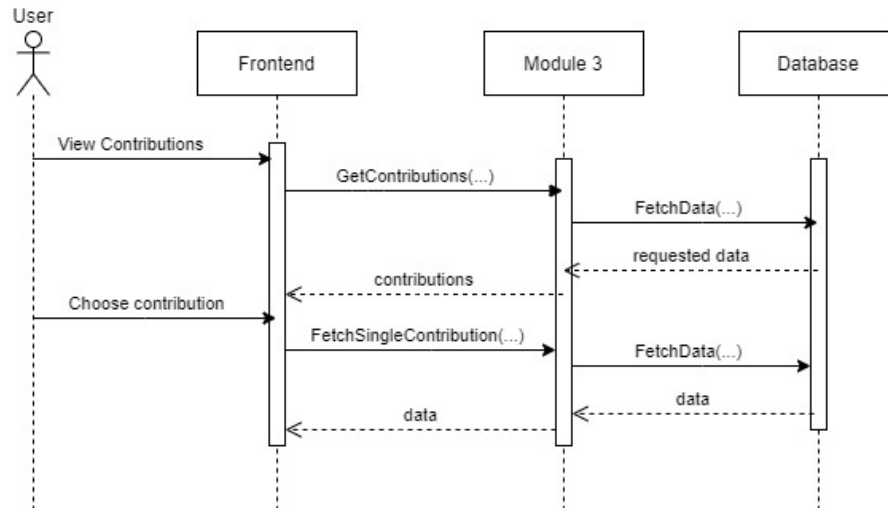 User
Frontend
Module 3
Database
View Contributions
GetContributions(...)
FetchData(...)
requested data
contributions
Choose contribution
FetchSingleContribution(...)
FetchData(...)
data
data